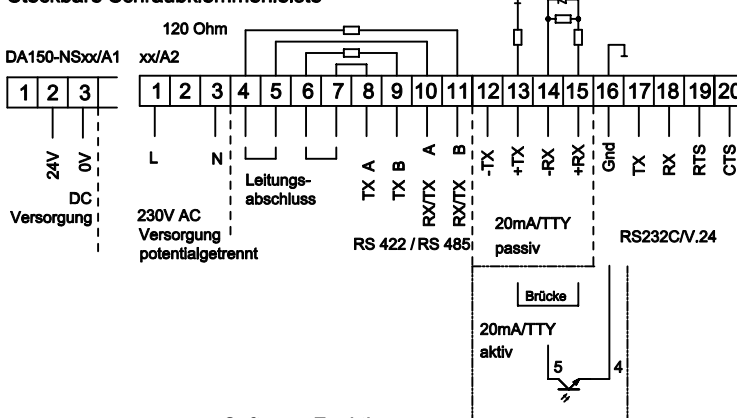 120 Ohm
DA150-NSxx/A1 xx/A2
1 2 3 1 2 3 4 5 6 7 8 9 10 11 12 13 14 15 16 17 18 19 20
24V
0V
L
N
TX A
TX B
RX/TX A
RX/TX B
-TX
+TX
-RX
+RX
Gnd
TX
RX
RTS
CTS
DC
Versorgung
230V AC
Versorgung
potentialgetrennt
Leitungs-
abschluss
RS 422 / RS 485
20mA/TTY
passiv
RS232C/V.24
Brücke
20mA/TTY
aktiv
5 4